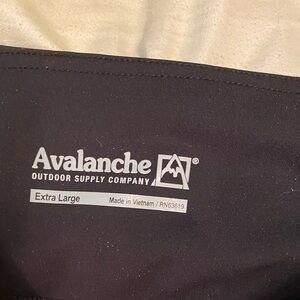 Avalanche®
OUTDOOR SUPPLY COMPANY
Extra Large Made in Vietnam / RN63619